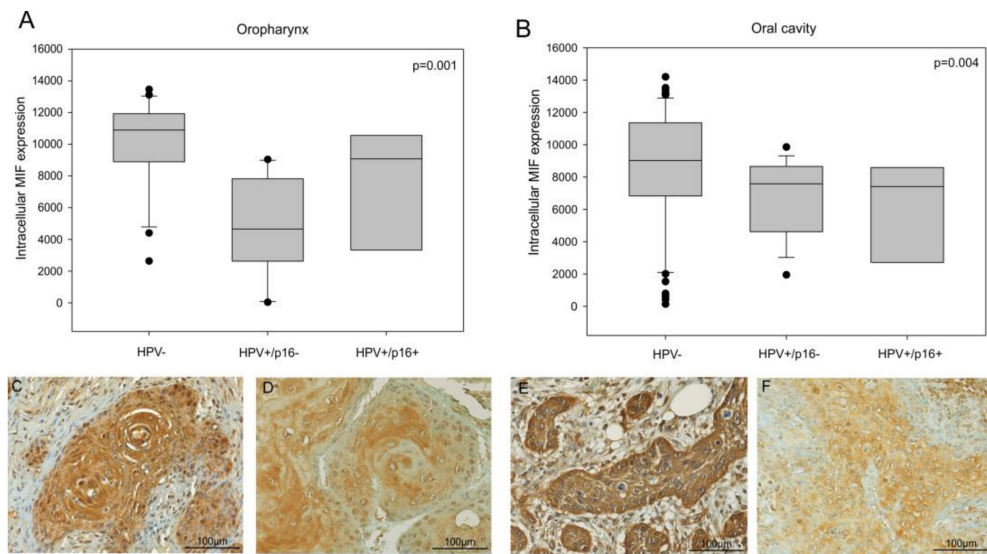 A
Oropharynx
p=0.001
Intracellular MIF expression
16000
14000
12000
10000
8000
6000
4000
2000
0
HPV-
HPV+/p16-
HPV+/p16+
B
Oral cavity
p=0.004
Intracellular MIF expression
16000
14000
12000
10000
8000
6000
4000
2000
0
HPV-
HPV+/p16-
HPV+/p16+
C
100µm
D
100µm
E
100µm
F
100µm